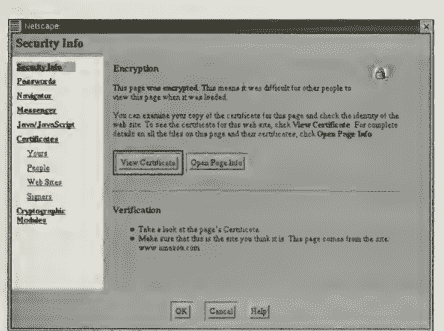 Netscape
Security Info
Security Info
Passwords
Navigator
Messenger
Java/JavaScript
Certificates
Yours
People
Web Sites
Signers
Cryptographic
Modules
Encryption
This page was encrypted. This means it was difficult for other people to
view this page when it was loaded.
You can examine your copy of the certificate for this page and check the identity of the
web site. To see the certificate for this web site, click View Certificate. For complete
details on all the files on this page and their certificates, click Open Page Info.
View Certificate
Open Page Info
Verification
Take a look at the page's Certificate.
Make sure that this is the site you think it is. This page comes from the site:
www.amazon.com
OK
Cancel
Help